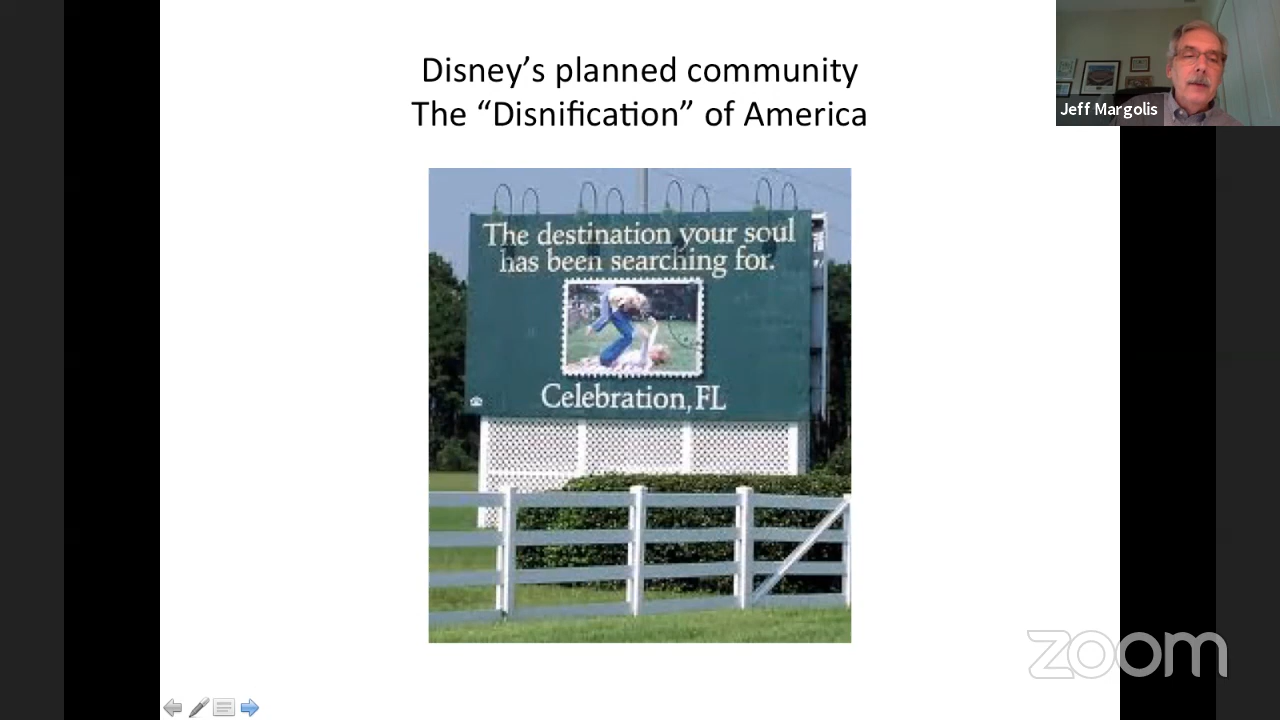 Disney’s planned community
The “Disnification” of America
Jeff Margolis
The destination your soul
has been searching for.
Celebration, FL
zoom